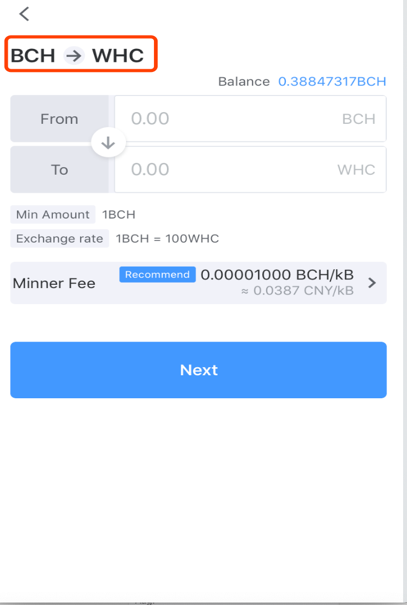 BCH → WHC
Balance 0.38847317BCH
From 0.00 BCH
To 0.00 WHC
Min Amount 1BCH
Exchange rate 1BCH = 100WHC
Minner Fee Recommend 0.00001000 BCH/kB
≈ 0.0387 CNY/kB
Next